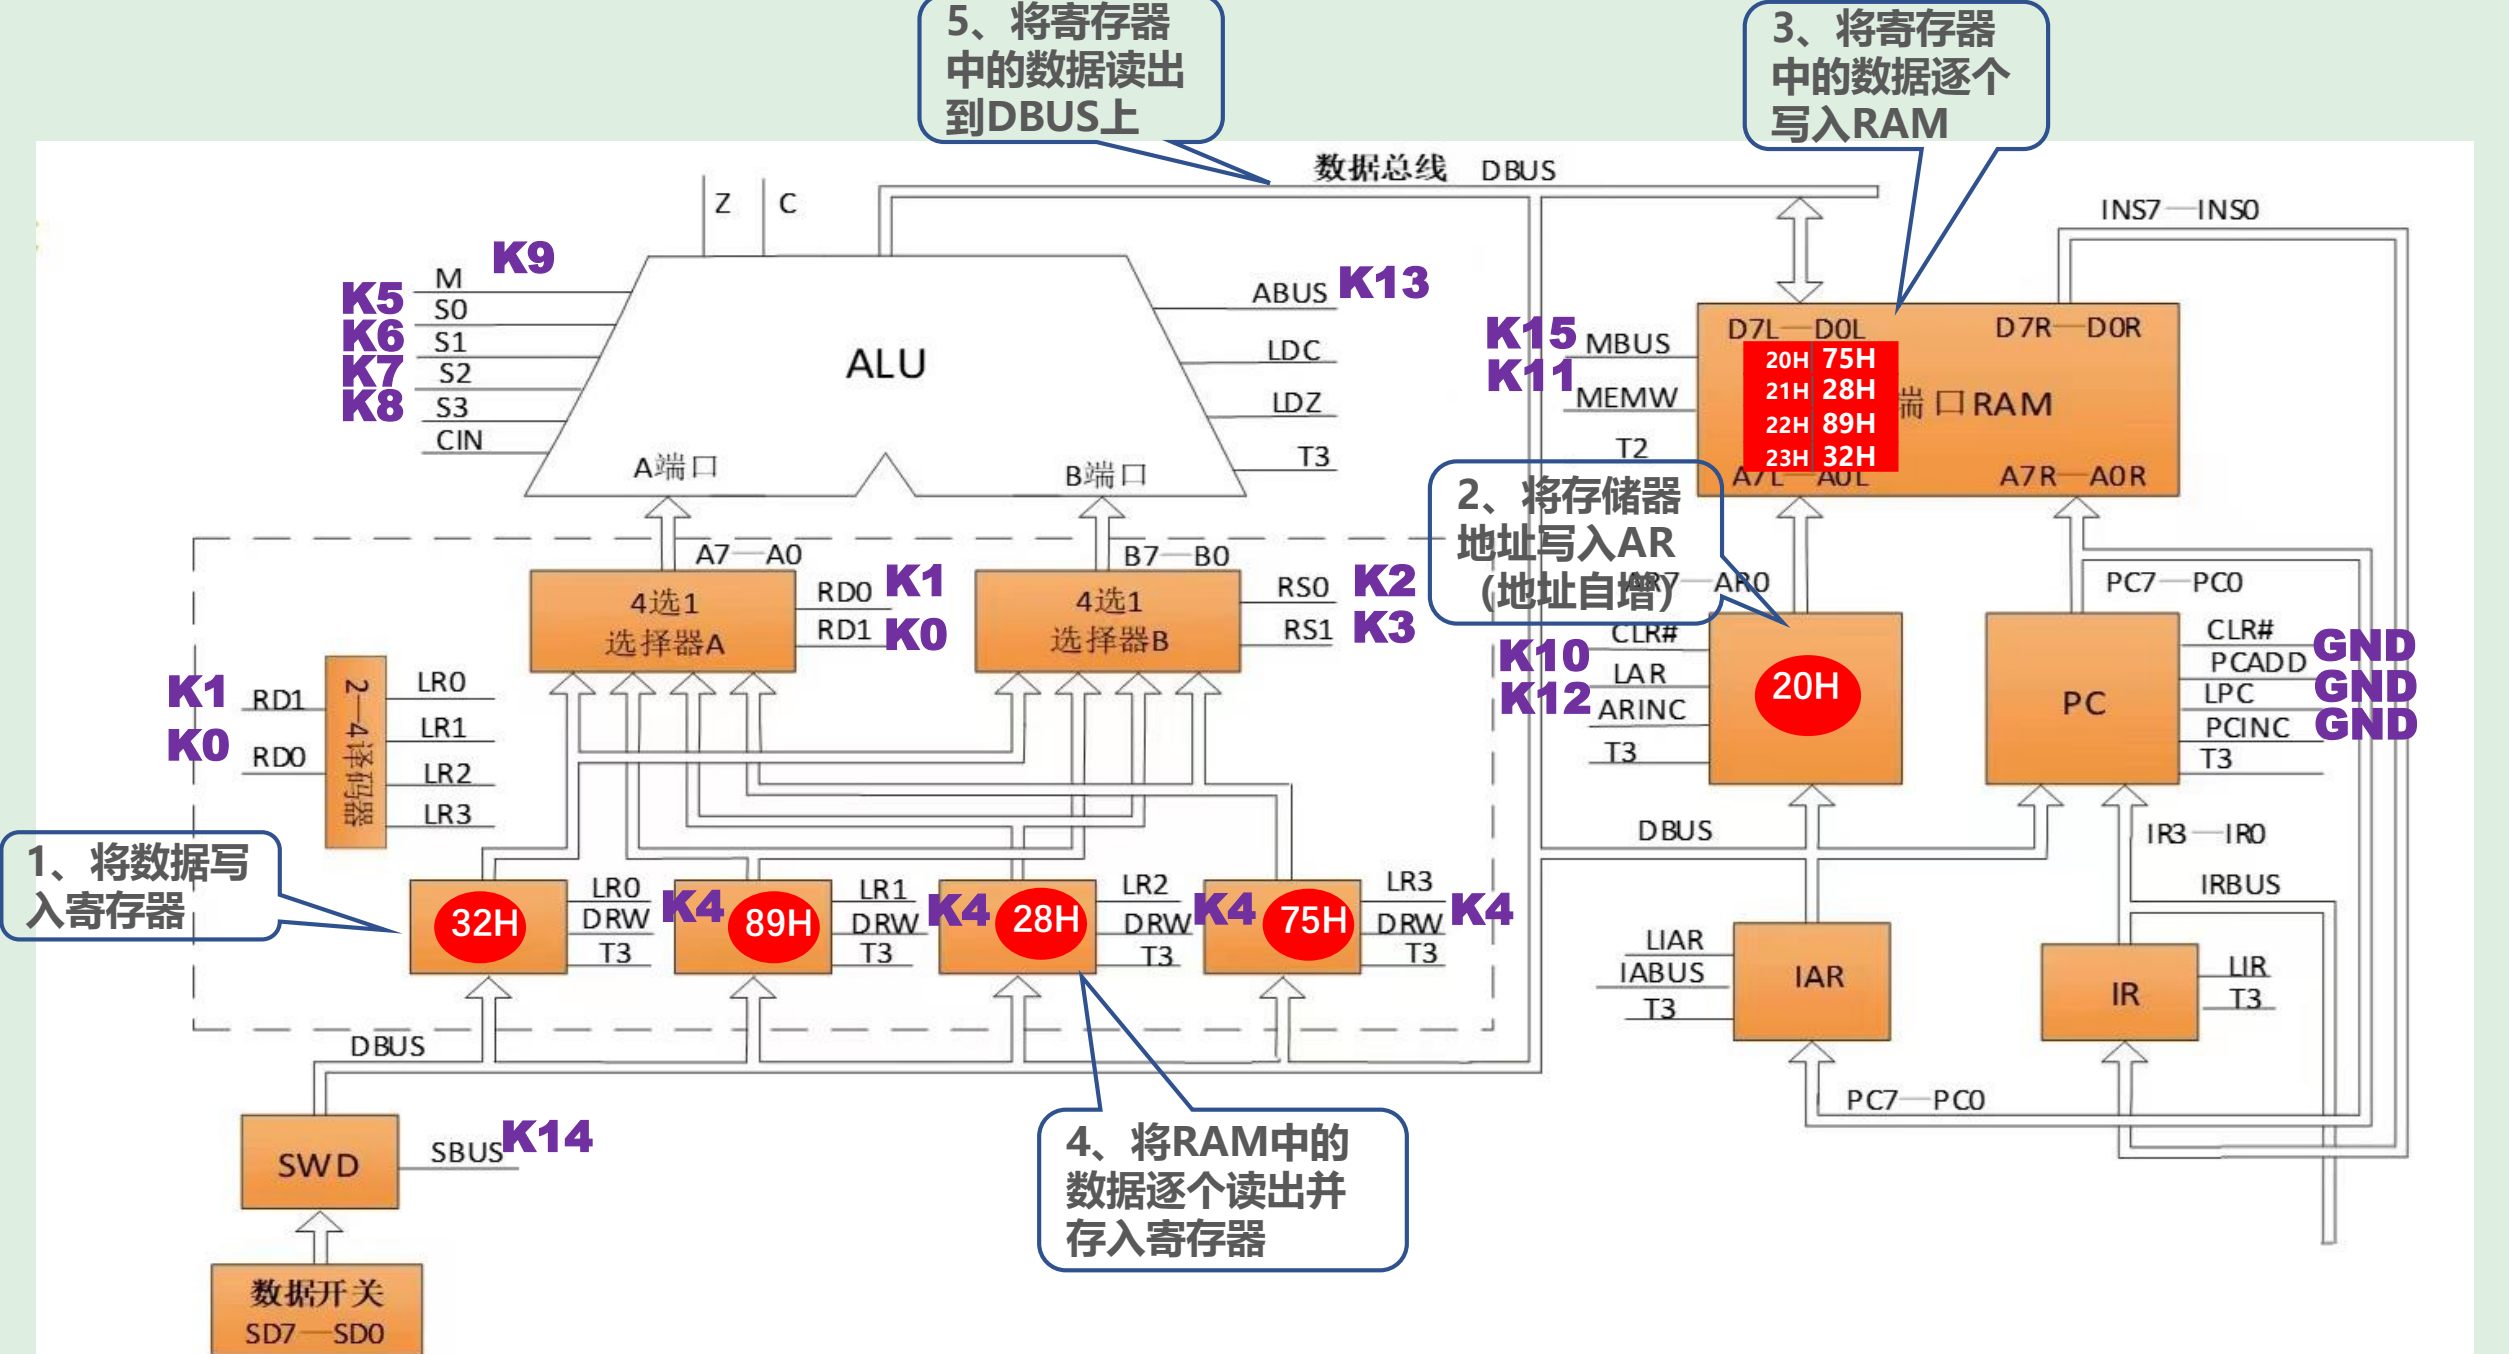 5、将寄存器
中的数据读出
到DBUS上
3、将寄存器
中的数据逐个
写入RAM
数据总线 DBUS
Z
C
INS7—INS0
K9
M
K5
S0
K6
S1
K7
S2
K8
S3
CIN
ALU
A端口
B端口
ABUS
K13
LDC
LDZ
T3
K15
MBUS
K11
MEMW
T2
D7L—D0L
D7R—D0R
20H 75H
21H 28H
22H 89H
23H 32H
端口RAM
A7L—A0L
A7R—A0R
2、将存储器
地址写入AR
(地址自增)
AR7—AR0
A7—A0
B7—B0
4选1
选择器A
RD0
K1
RD1
K0
4选1
选择器B
RS0
K2
RS1
K3
PC7—PC0
CLR#
K10
LAR
K12
ARINC
T3
20H
PC
CLR#
GND
PCADD
GND
LPC
GND
PCINC
T3
K1
RD1
K0
RD0
2—4译码器
LR0
LR1
LR2
LR3
1、将数据写
入寄存器
DBUS
IR3—IR0
IRBUS
32H
LR0
DRW
K4
T3
89H
LR1
DRW
K4
T3
28H
LR2
DRW
K4
T3
75H
LR3
DRW
K4
T3
LIAR
IABUS
T3
IAR
IR
LIR
T3
DBUS
PC7—PC0
SWD
SBUS
K14
4、将RAM中的
数据逐个读出并
存入寄存器
数据开关
SD7—SD0